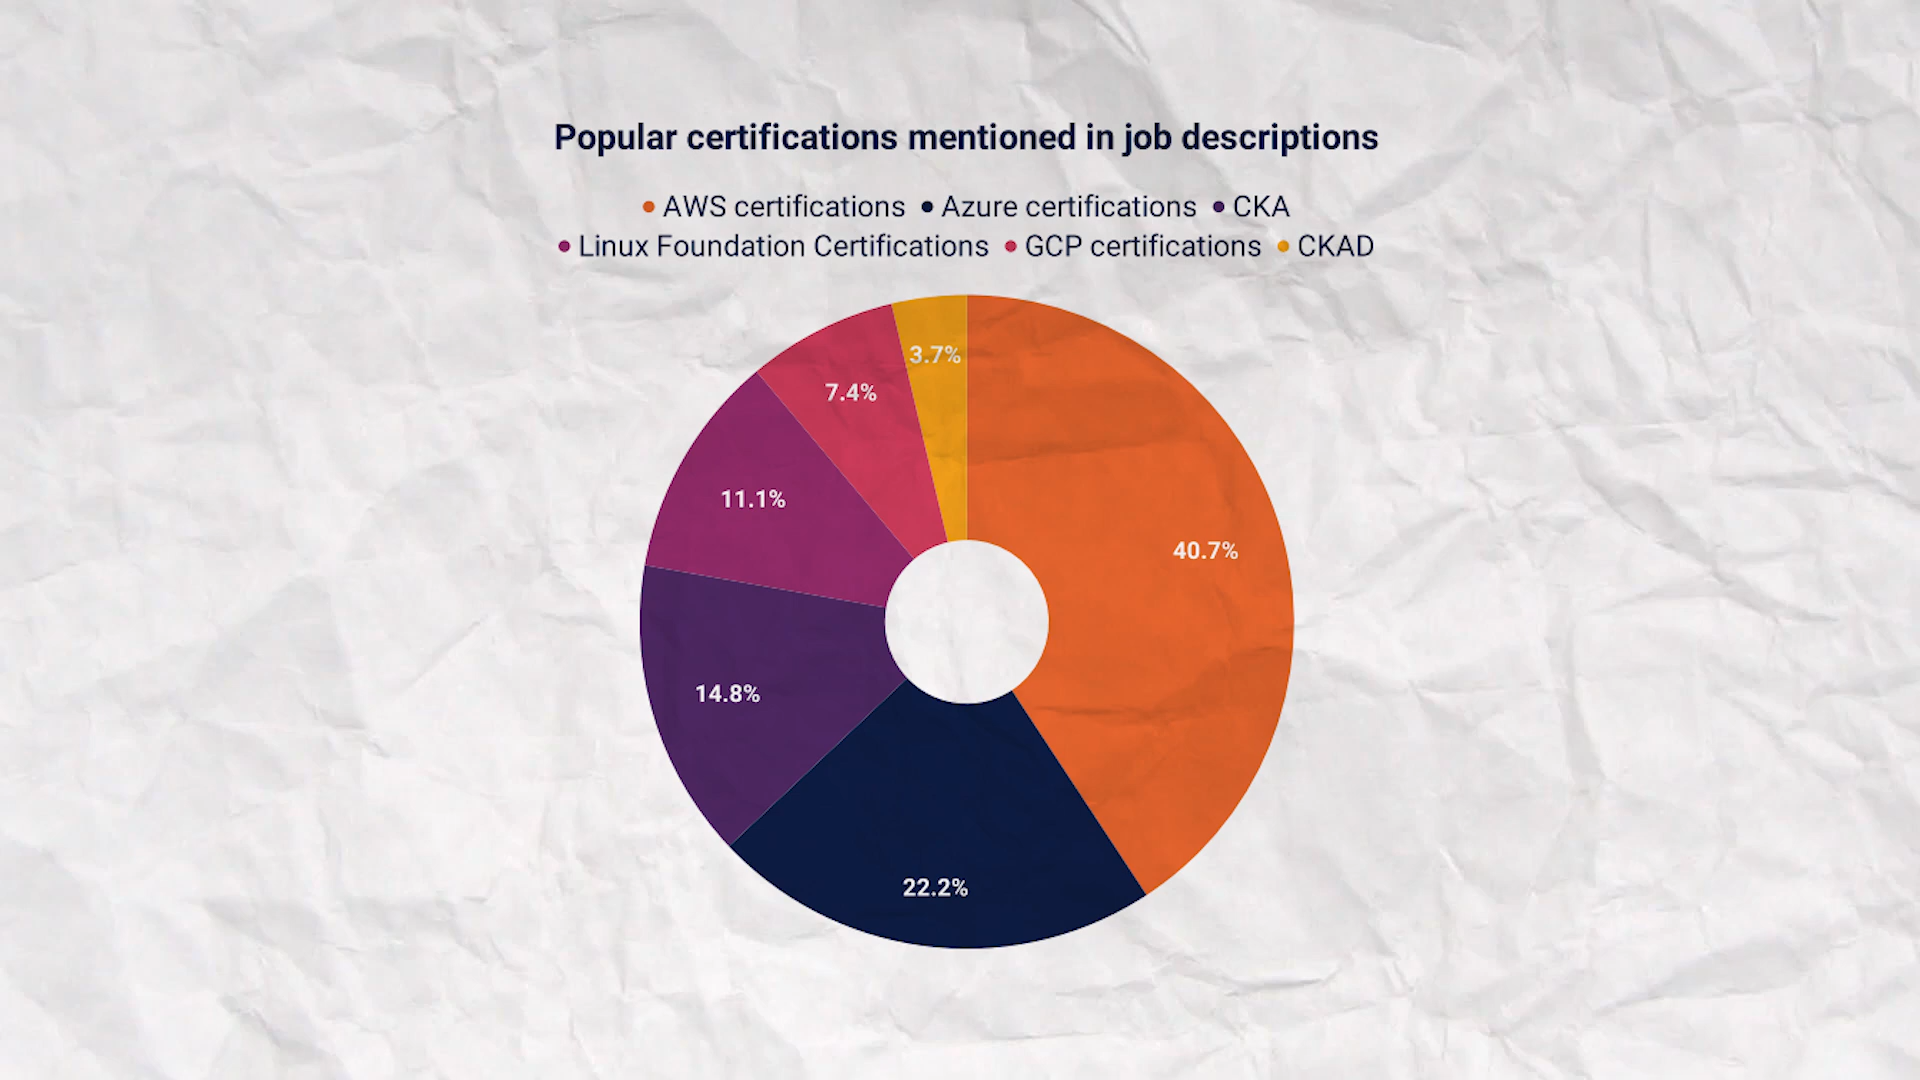 Popular certifications mentioned in job descriptions
AWS certifications Azure certifications CKA
Linux Foundation Certifications GCP certifications CKAD
3.7%
7.4%
11.1%
40.7%
14.8%
22.2%